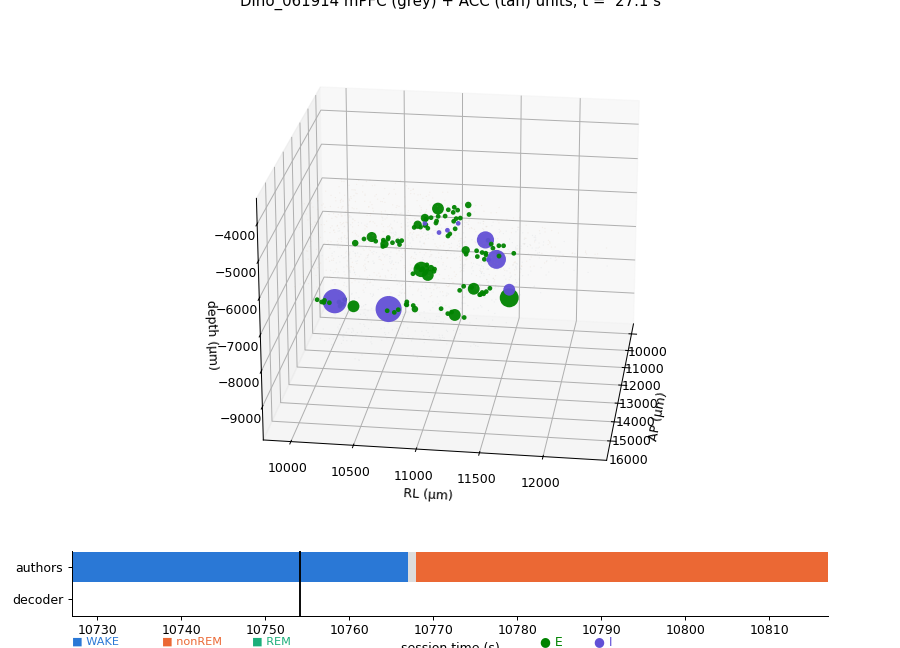 Dino_061914 mPFC (grey) + ACC (tan) units, t = 27.1 s
−4000
−5000
−6000
−7000
−8000
−9000
depth (μm)
10000
10500
11000
11500
12000
RL (μm)
10000
11000
12000
13000
14000
15000
16000
AP (μm)
authors
decoder
10730
10740
10750
10760
10770
10780
10790
10800
10810
session time (s)
WAKE
nonREM
REM
E
I